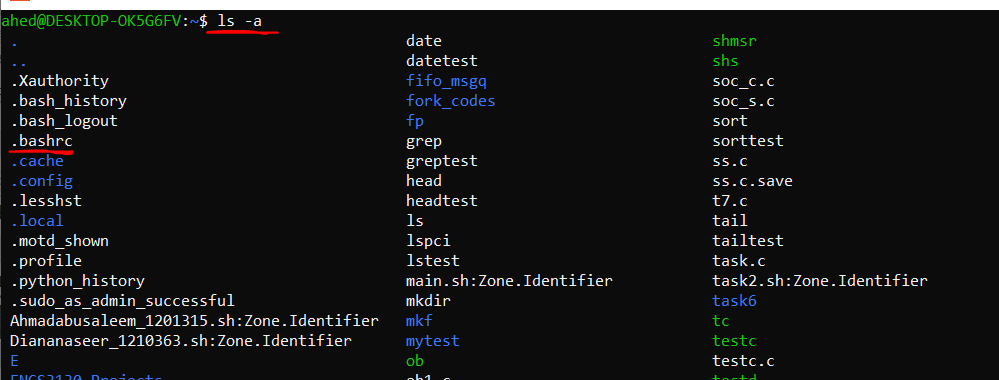 ahed@DESKTOP-OK5G6FV:~$ ls -a
. date shmsr
.. datetest shs
.Xauthority fifo_msgq soc_c.c
.bash_history fork_codes soc_s.c
.bash_logout fp sort
.bashrc grep sorttest
.cache greptest ss.c
.config head ss.c.save
.lesshst headtest t7.c
.local ls tail
.motd_shown lspci tailtest
.profile lstest task.c
.python_history main.sh:Zone.Identifier task2.sh:Zone.Identifier
.sudo_as_admin_successful mkdir task6
Ahmadabusaleem_1201315.sh:Zone.Identifier mkf tc
Diananaseer_1210363.sh:Zone.Identifier mytest testc
E ob testc.c